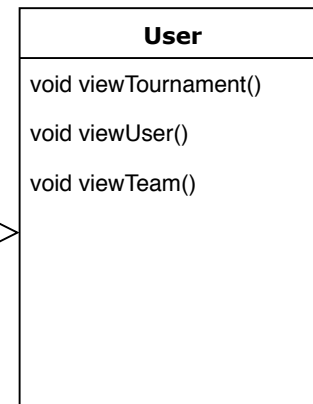 User
void viewTournament()
void viewUser()
void viewTeam()